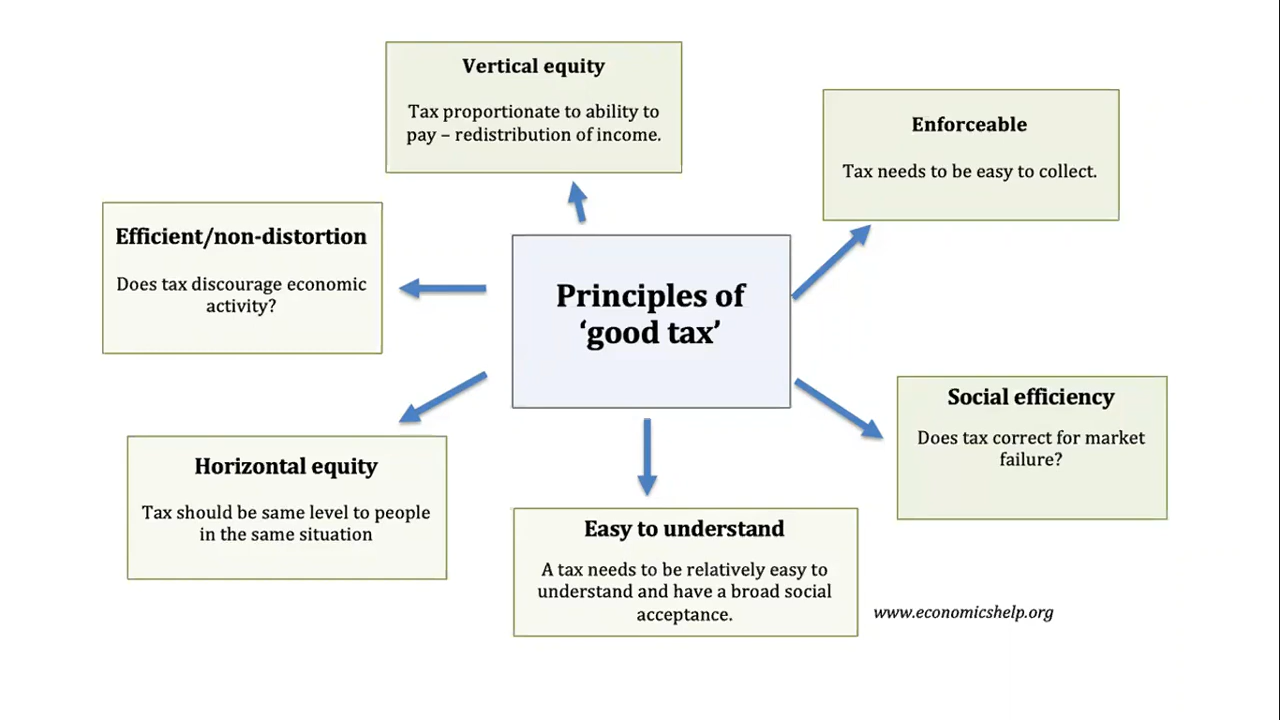 Vertical equity
Tax proportionate to ability to
pay – redistribution of income.
Enforceable
Tax needs to be easy to collect.
Efficient/non-distortion
Does tax discourage economic
activity?
Principles of
‘good tax’
Social efficiency
Does tax correct for market
failure?
Horizontal equity
Tax should be same level to people
in the same situation
Easy to understand
A tax needs to be relatively easy to
understand and have a broad social
acceptance.
www.economicshelp.org